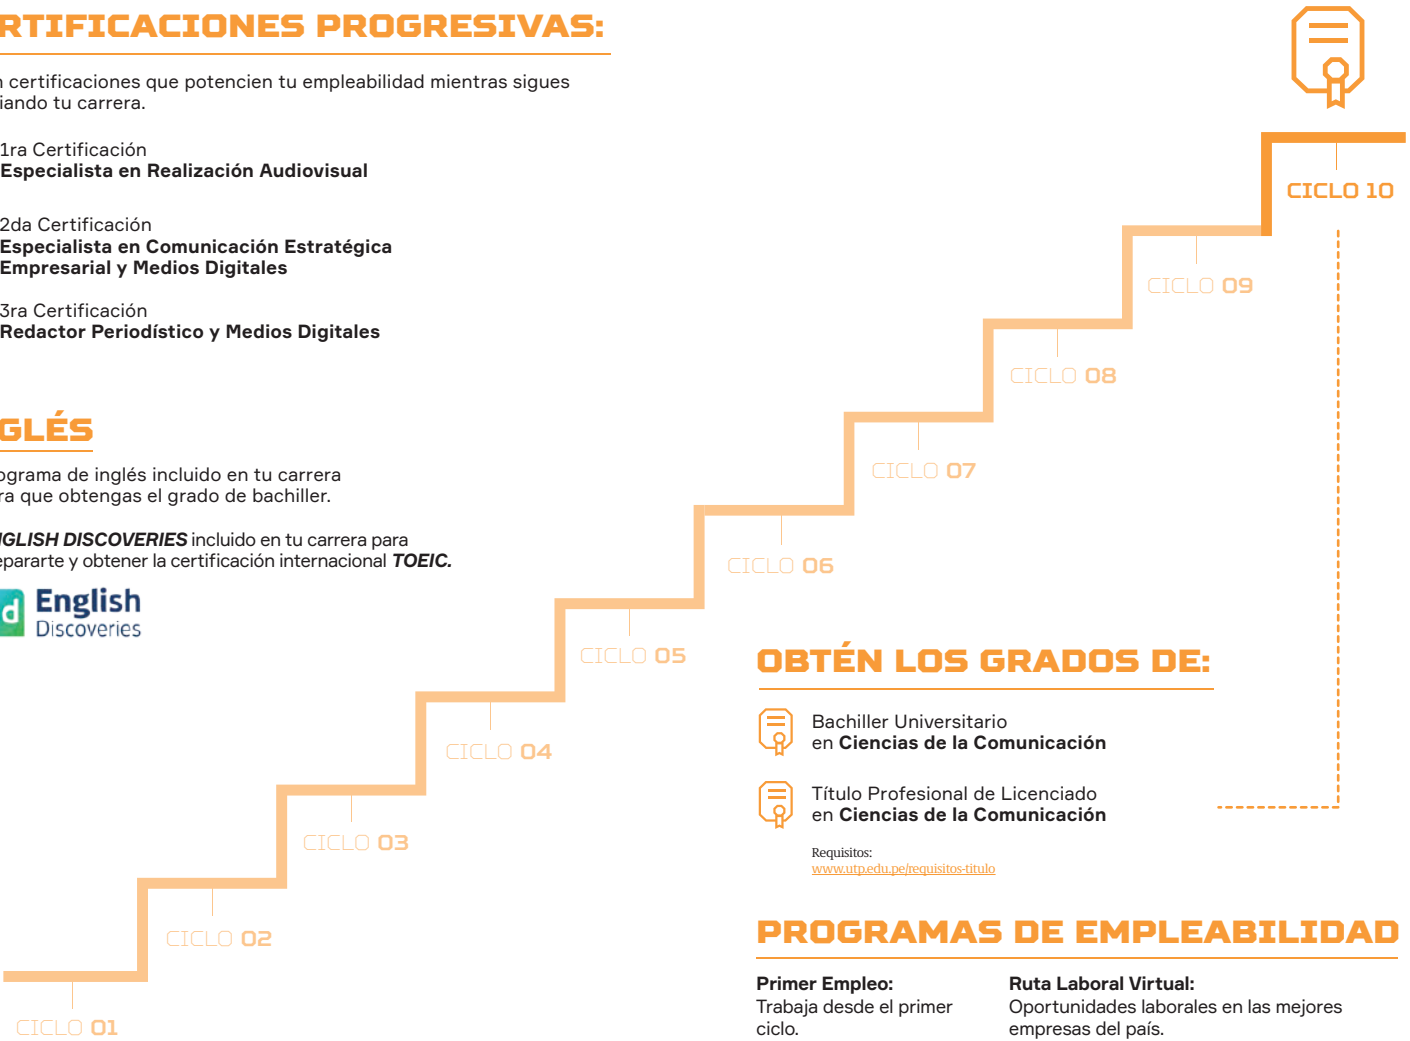 RTIFICACIONES PROGRESIVAS:
n certificaciones que potencien tu empleabilidad mientras sigues
iando tu carrera.
1ra Certificación
Especialista en Realización Audiovisual
2da Certificación
Especialista en Comunicación Estratégica
Empresarial y Medios Digitales
3ra Certificación
Redactor Periodístico y Medios Digitales
GLÉS
ograma de inglés incluido en tu carrera
ra que obtengas el grado de bachiller.
NGLISH DISCOVERIES incluido en tu carrera para
epararte y obtener la certificación internacional TOEIC.
d English
Discoveries
CICLO 10
CICLO 09
CICLO 08
CICLO 07
CICLO 06
CICLO 05
CICLO 04
CICLO 03
CICLO 02
CICLO 01
OBTÉN LOS GRADOS DE:
Bachiller Universitario
en Ciencias de la Comunicación
Título Profesional de Licenciado
en Ciencias de la Comunicación
Requisitos:
www.utp.edu.pe/requisitos-titulo
PROGRAMAS DE EMPLEABILIDAD
Primer Empleo:
Trabaja desde el primer
ciclo.
Ruta Laboral Virtual:
Oportunidades laborales en las mejores
empresas del país.